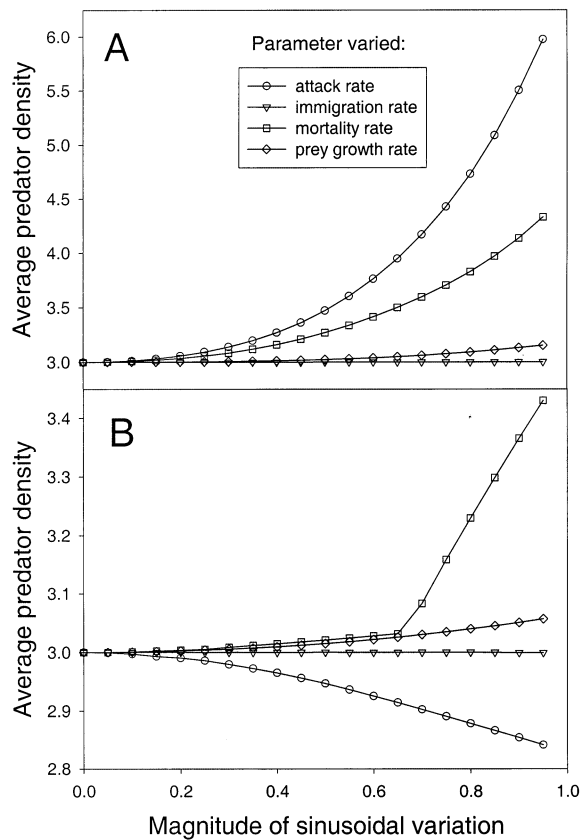 A
Parameter varied:
attack rate
immigration rate
mortality rate
prey growth rate
Average predator density
6.0
5.5
5.0
4.5
4.0
3.5
3.0
B
Average predator density
3.4
3.3
3.2
3.1
3.0
2.9
2.8
0.0 0.2 0.4 0.6 0.8 1.0
Magnitude of sinusoidal variation